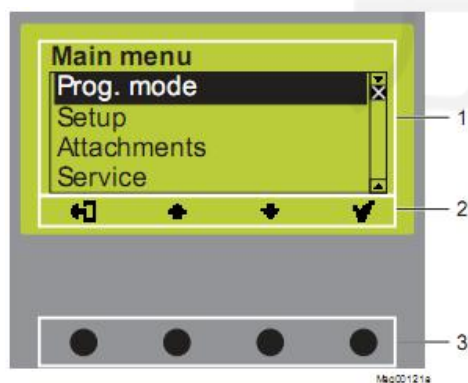 Main menu
Prog. mode
Setup
Attachments
Service
1
2
3
Mac00121a